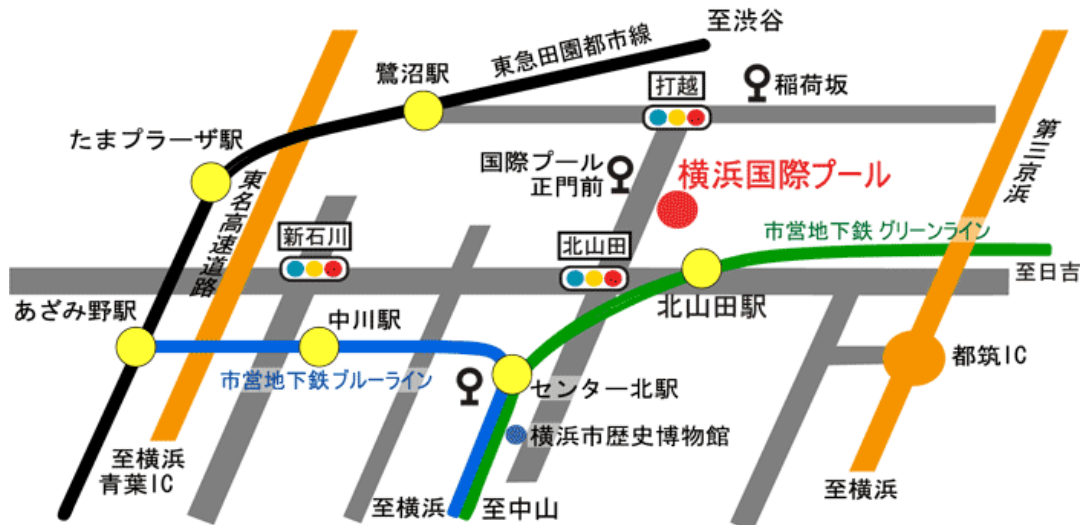 至渋谷
東急田園都市線
鷺沼駅
打越
稲荷坂
たまプラーザ駅
国際プール
正門前
横浜国際プール
第三京浜
東名高速道路
新石川
北山田
市営地下鉄 グリーンライン
至日吉
あざみ野駅
中川駅
北山田駅
都筑IC
市営地下鉄ブルーライン
センター北駅
横浜市歴史博物館
至横浜
青葉IC
至横浜
至中山
至横浜